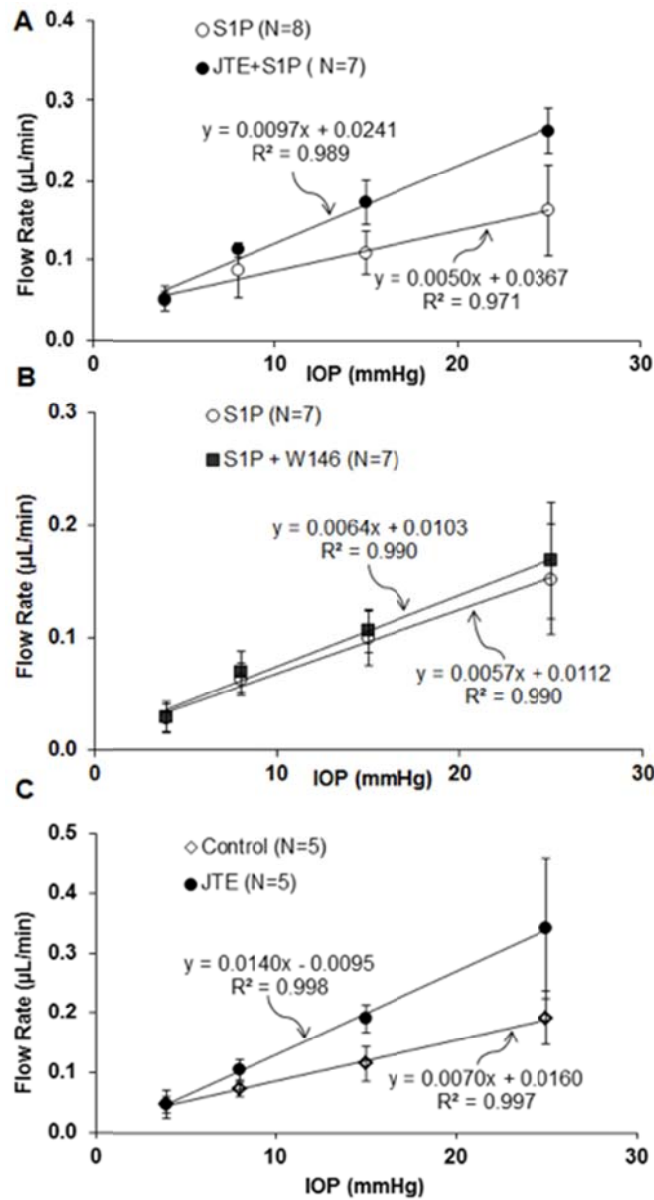 A
S1P (N=8)
JTE+S1P ( N=7)
0.4
0.3
0.2
0.1
0.0
Flow Rate (µL/min)
y = 0.0097x + 0.0241
R² = 0.989
y = 0.0050x + 0.0367
R² = 0.971
0
10
20
30
IOP (mmHg)
B
S1P (N=7)
S1P + W146 (N=7)
0.3
0.2
0.1
0.0
Flow Rate (µL/min)
y = 0.0064x + 0.0103
R² = 0.990
y = 0.0057x + 0.0112
R² = 0.990
0
10
20
30
IOP (mmHg)
C
Control (N=5)
JTE (N=5)
0.5
0.4
0.3
0.2
0.1
0.0
Flow Rate (µL/min)
y = 0.0140x - 0.0095
R² = 0.998
y = 0.0070x + 0.0160
R² = 0.997
0
10
20
30
IOP (mmHg)